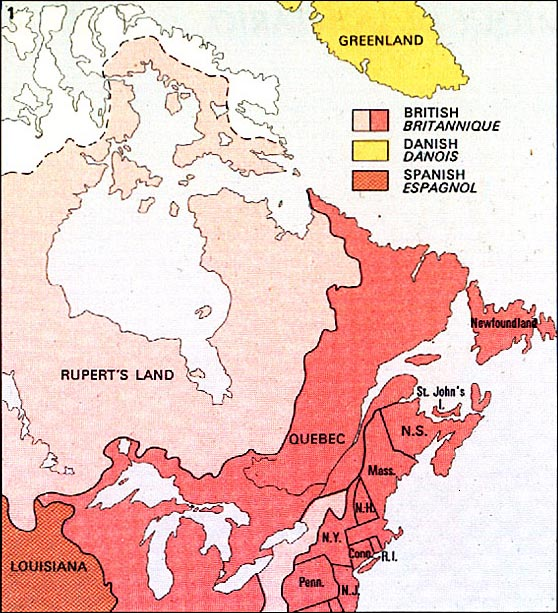 1
GREENLAND
BRITISH
BRITANNIQUE
DANISH
DANOIS
SPANISH
ESPAGNOL
Newfoundland
RUPERT'S LAND
St. John's
I.
QUEBEC
N.S.
Mass.
N.H.
N.Y.
Conn.
R.I.
LOUISIANA
Penn.
N.J.